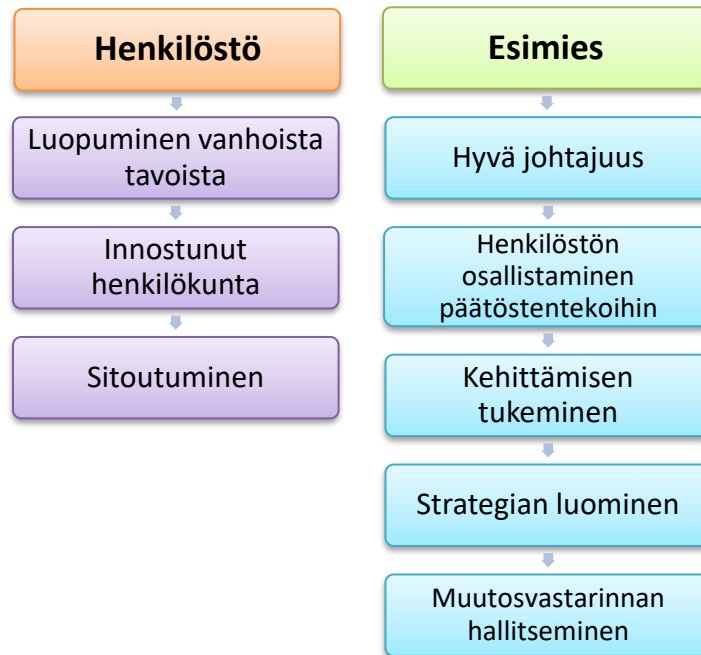 Henkilöstö
Luopuminen vanhoista
tavoista
Innostunut
henkilökunta
Sitoutuminen
Esimies
Hyvä johtajuus
Henkilöstön
osallistaminen
päätöstentekoihin
Kehittämisen
tukeminen
Strategian luominen
Muutosvastarinnan
hallitseminen